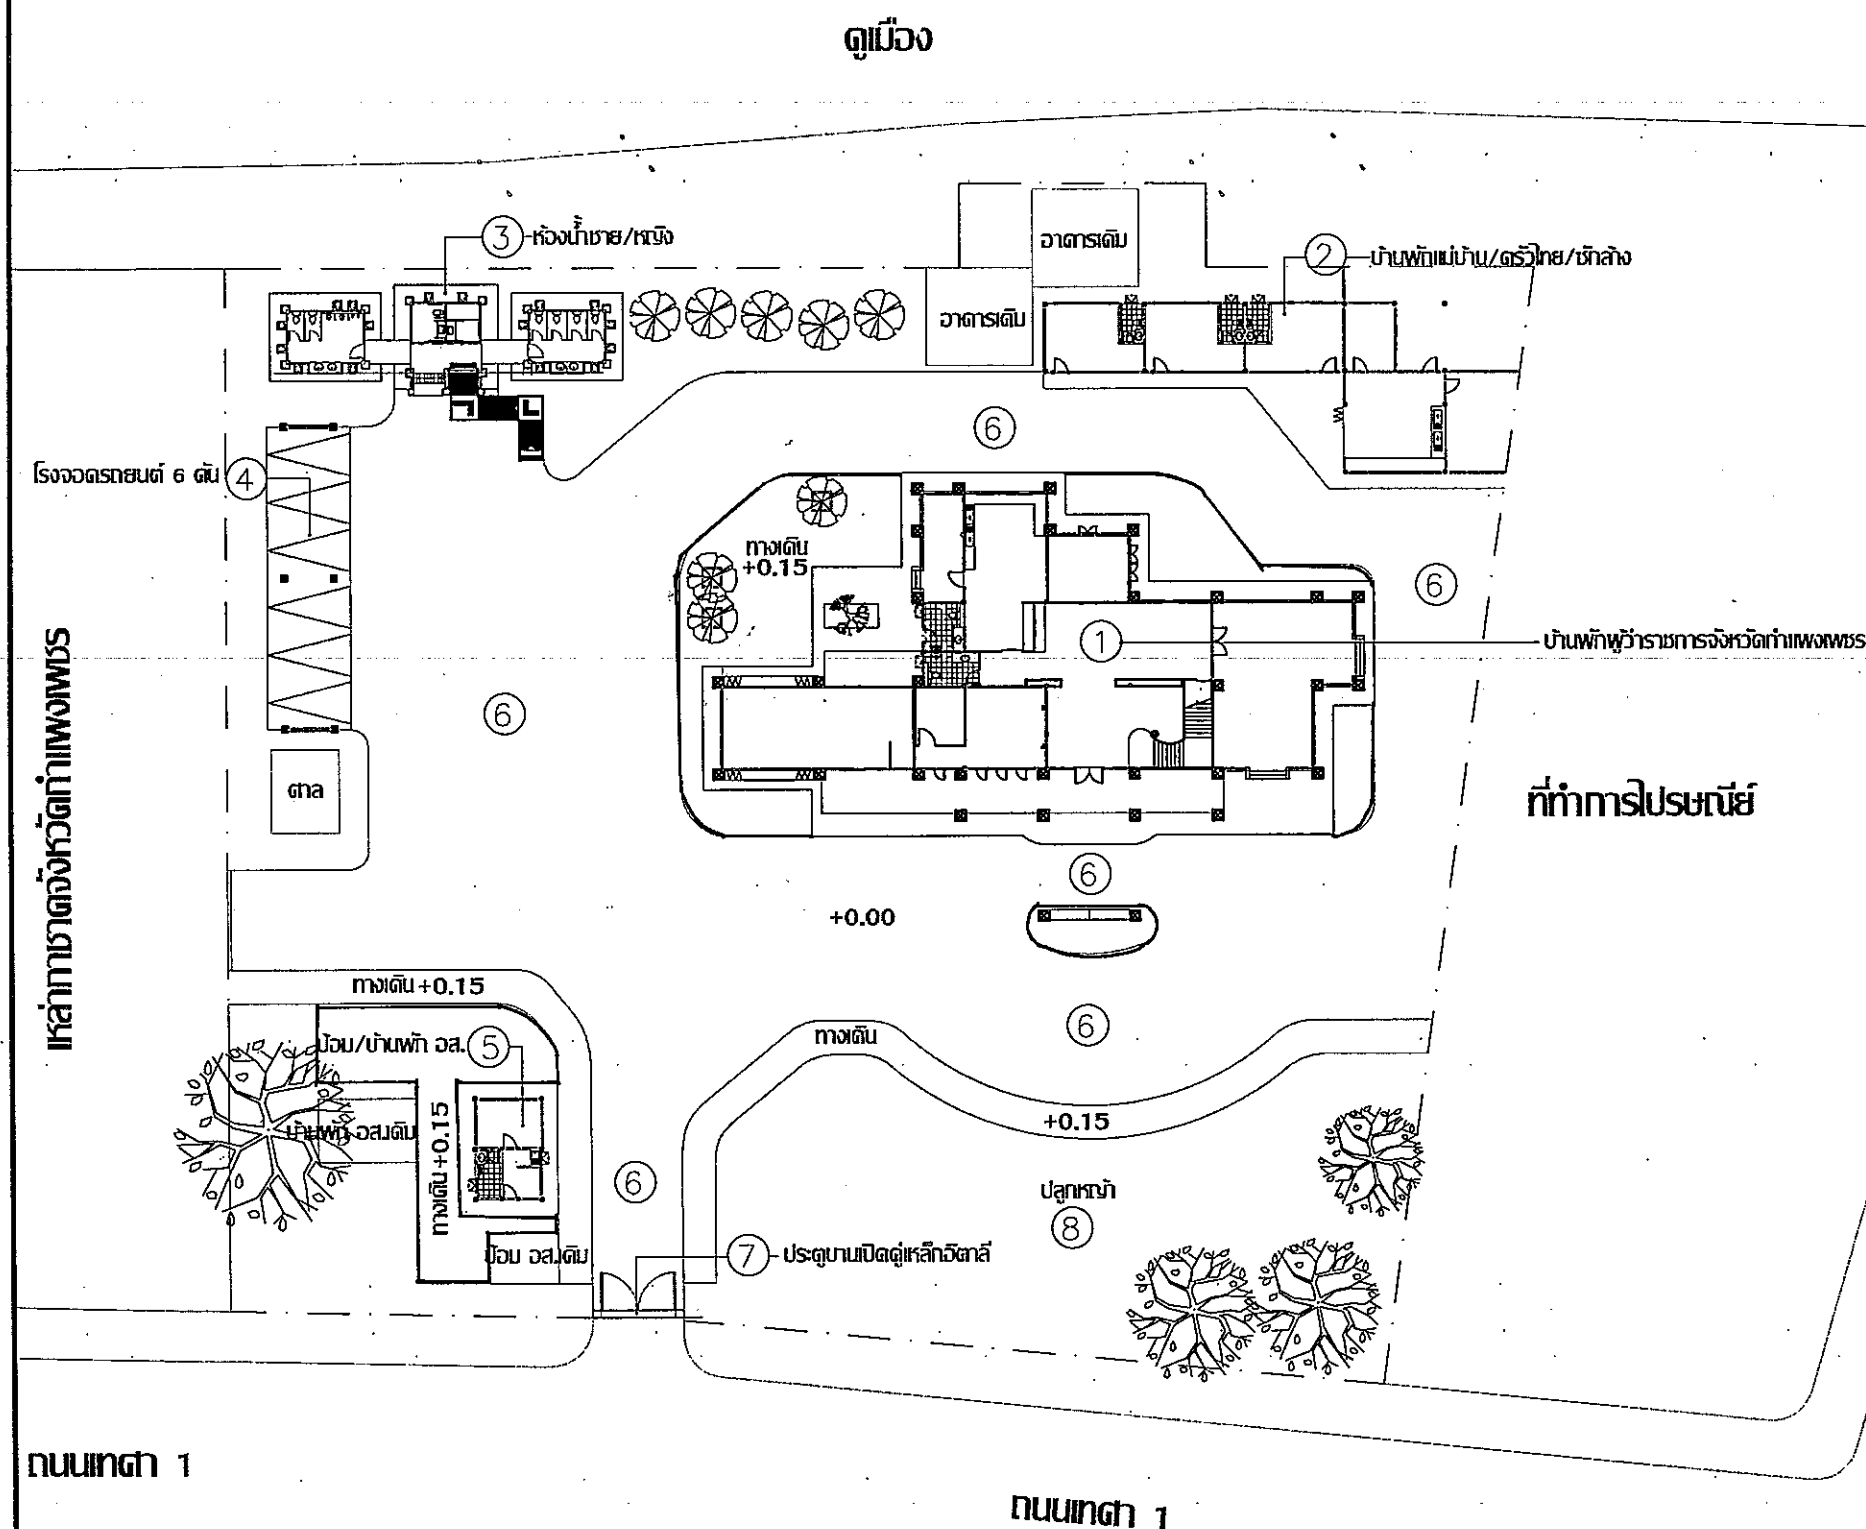 คูเมือง
3
ห้องน้ำชาย/หญิง
อาคารเดิม
2
บ้านพักแม่บ้าน/ครัวไทย/ซักล้าง
อาคารเดิม
6
โรงจอดรถยนต์ 6 คัน
4
ทางเดิน
+0.15
6
1
บ้านพักผู้ว่าราชการจังหวัดกำแพงเพชร
6
เหล่ากาชาดจังหวัดกำแพงเพชร
ศาล
ที่ทำการไปรษณีย์
6
+0.00
ทางเดิน +0.15
6
ทางเดิน
ป้อม/บ้านพัก อส.
5
+0.15
บ้านพัก อส.เดิม
ทางเดิน +0.15
6
ปลูกหญ้า
8
ป้อม อส.เดิม
7
ประตูบานเปิดคู่เหล็กอิตาลี
ถนนเทศา 1
ถนนเทศา 1